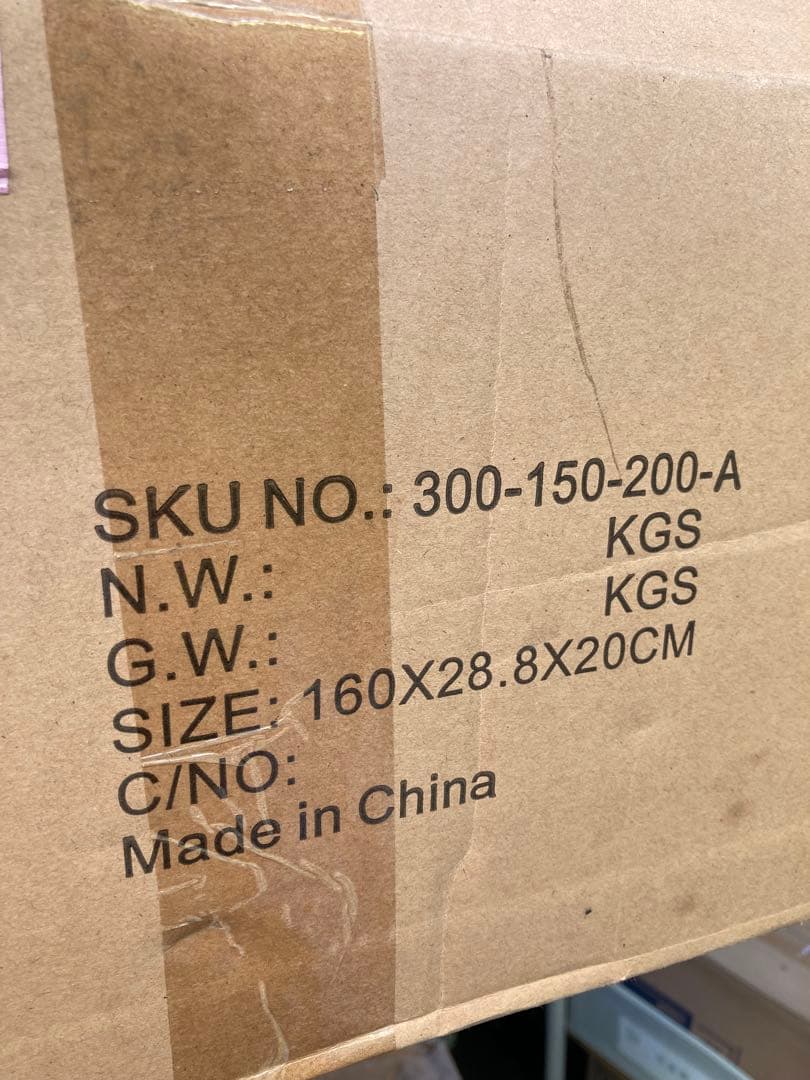 SKU NO.: 300-150-200-A
N.W.: KGS
G.W.: KGS
SIZE: 160X28.8X20CM
C/NO:
Made in China